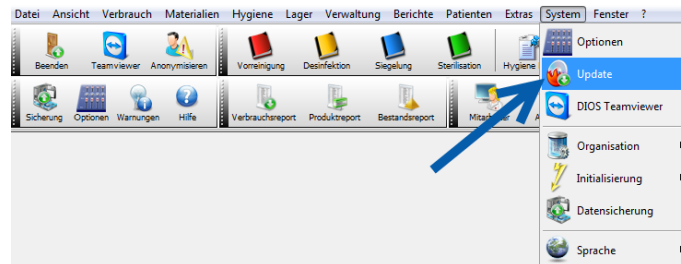 Datei Ansicht Verbrauch Materialien Hygiene Lager Verwaltung Berichte Patienten Extras System Fenster ?
Beenden Teamviewer Anonymisieren Vorreinigung Desinfektion Siegelung Sterilisation Hygiene
Sicherung Optionen Warnungen Hilfe Verbrauchsreport Produktreport Bestandsreport
Optionen
Update
DIOS Teamviewer
Organisation
Initialisierung
Datensicherung
Sprache